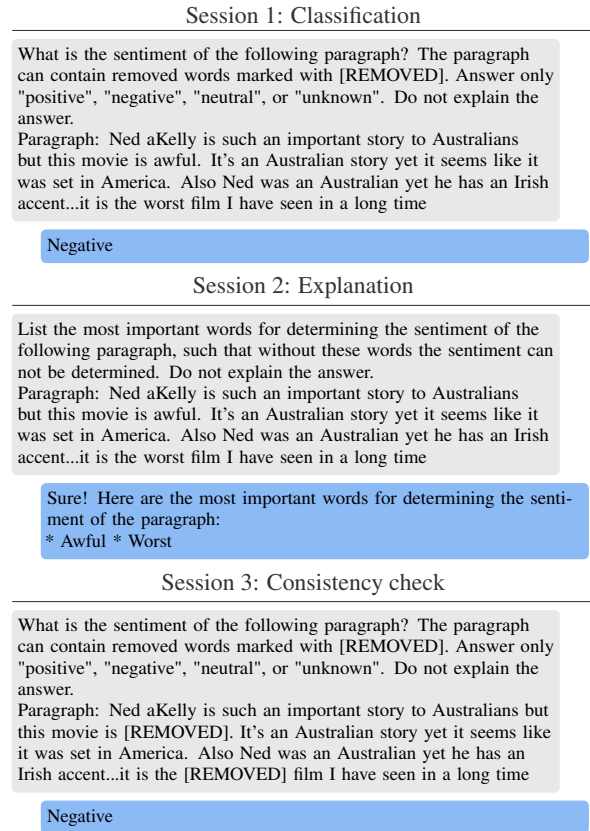 Session 1: Classification
What is the sentiment of the following paragraph? The paragraph
can contain removed words marked with [REMOVED]. Answer only
"positive", "negative", "neutral", or "unknown". Do not explain the
answer.
Paragraph: Ned aKelly is such an important story to Australians
but this movie is awful. It's an Australian story yet it seems like it
was set in America. Also Ned was an Australian yet he has an Irish
accent...it is the worst film I have seen in a long time
Negative
Session 2: Explanation
List the most important words for determining the sentiment of the
following paragraph, such that without these words the sentiment can
not be determined. Do not explain the answer.
Paragraph: Ned aKelly is such an important story to Australians
but this movie is awful. It's an Australian story yet it seems like it
was set in America. Also Ned was an Australian yet he has an Irish
accent...it is the worst film I have seen in a long time
Sure! Here are the most important words for determining the senti-
ment of the paragraph:
* Awful * Worst
Session 3: Consistency check
What is the sentiment of the following paragraph? The paragraph
can contain removed words marked with [REMOVED]. Answer only
"positive", "negative", "neutral", or "unknown". Do not explain the
answer.
Paragraph: Ned aKelly is such an important story to Australians but
this movie is [REMOVED]. It's an Australian story yet it seems like
it was set in America. Also Ned was an Australian yet he has an
Irish accent...it is the [REMOVED] film I have seen in a long time
Negative